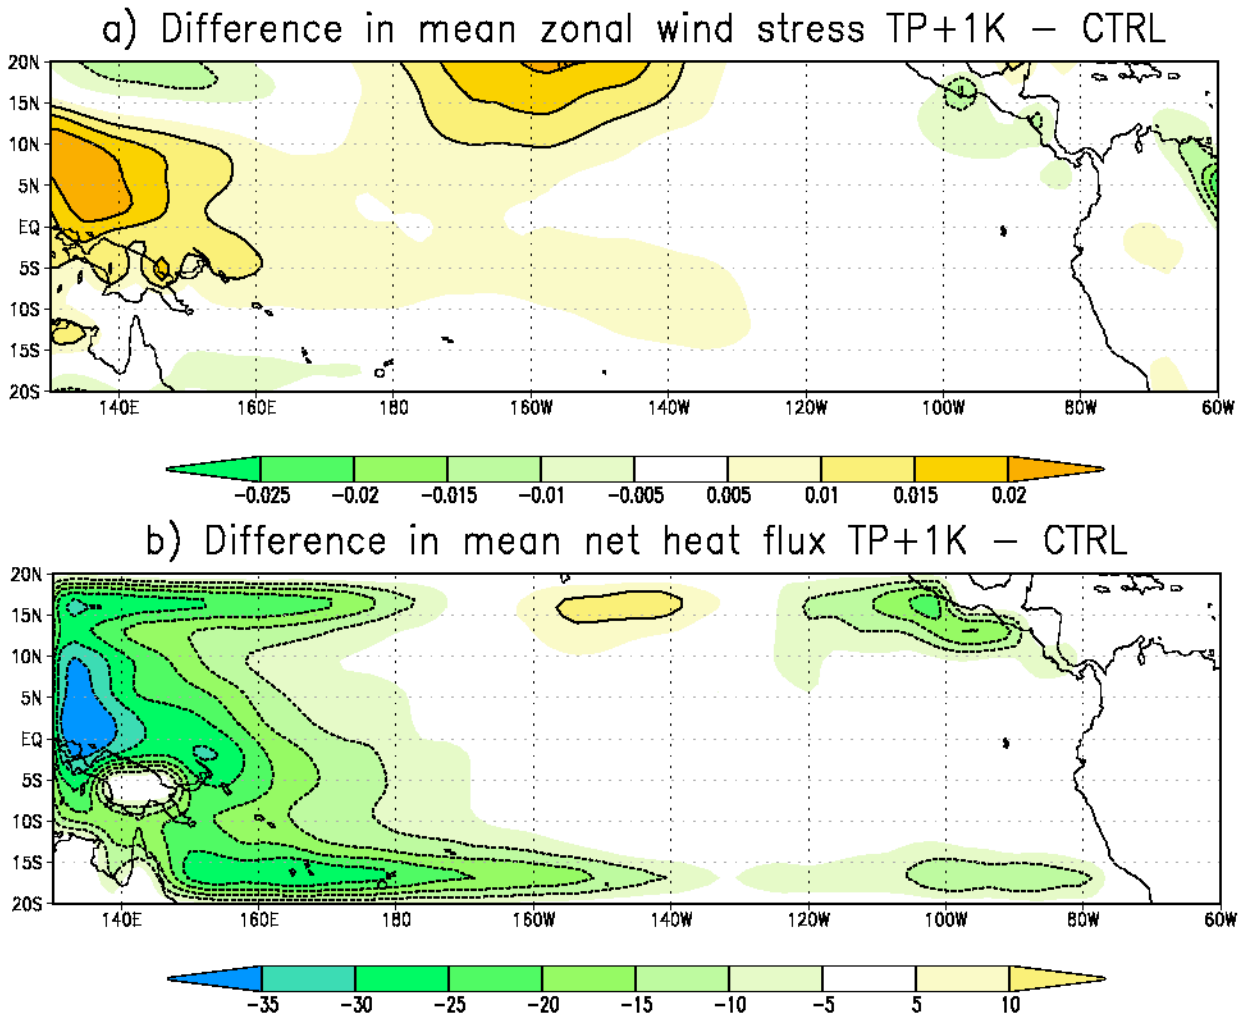 a) Difference in mean zonal wind stress TP+1K – CTRL
20N
15N
10N
5N
EQ
5S
10S
15S
20S
140E 160E 180 160W 140W 120W 100W 80W 60W
-0.025 -0.02 -0.015 -0.01 -0.005 0.005 0.01 0.015 0.02
b) Difference in mean net heat flux TP+1K – CTRL
20N
15N
10N
5N
EQ
5S
10S
15S
20S
140E 160E 180 160W 140W 120W 100W 80W 60W
-35 -30 -25 -20 -15 -10 -5 5 10